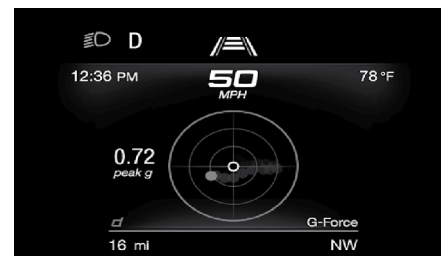 D
12:36 PM
50
MPH
78 °F
0.72
peak g
d
G-Force
16 mi
NW